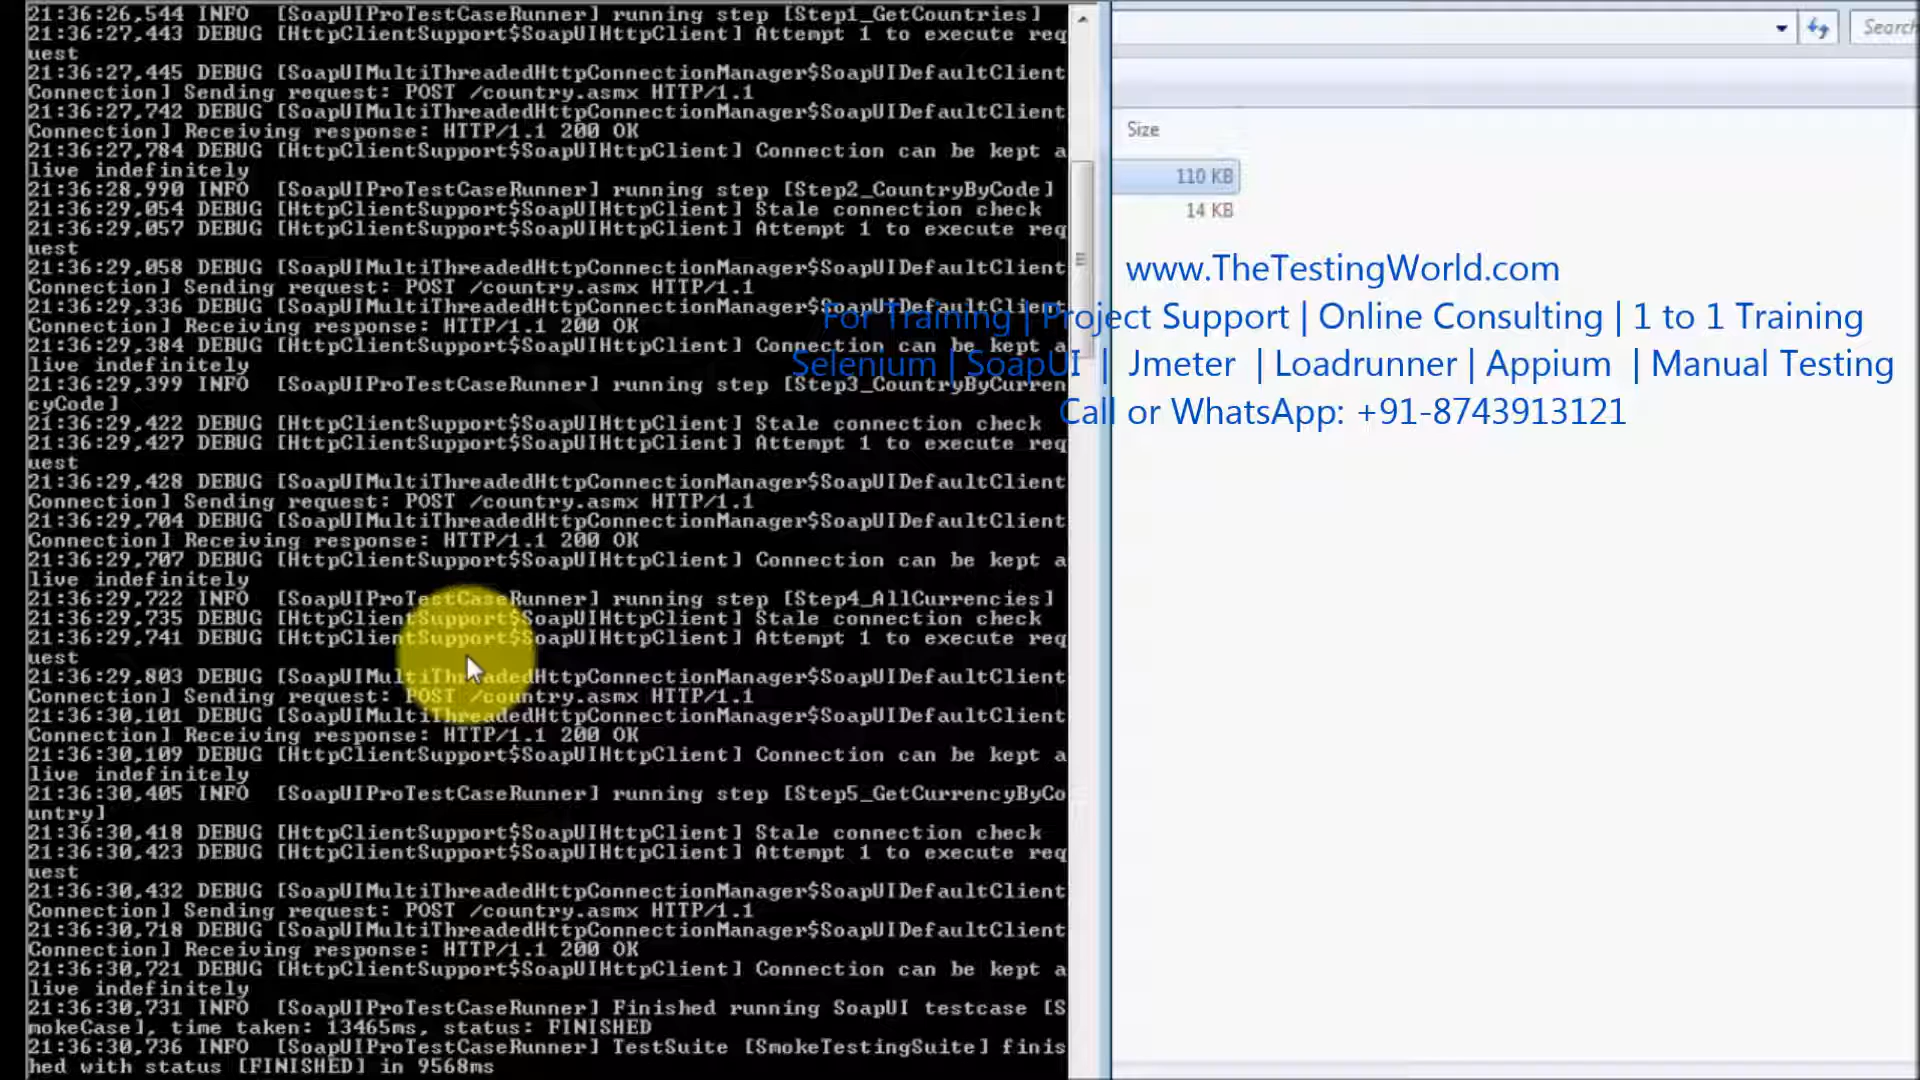 21:36:26,544 INFO  [SoapUIProTestCaseRunner] running step [Step1_GetCountries]
21:36:27,443 DEBUG [HttpClientSupport$SoapUIHttpClient] Attempt 1 to execute req
uest
21:36:27,445 DEBUG [SoapUIMultiThreadedHttpConnectionManager$SoapUIDefaultClient
Connection] Sending request: POST /country.asmx HTTP/1.1
21:36:27,742 DEBUG [SoapUIMultiThreadedHttpConnectionManager$SoapUIDefaultClient
Connection] Receiving response: HTTP/1.1 200 OK
21:36:27,784 DEBUG [HttpClientSupport$SoapUIHttpClient] Connection can be kept a
live indefinitely
21:36:28,990 INFO  [SoapUIProTestCaseRunner] running step [Step2_CountryByCode]
21:36:29,054 DEBUG [HttpClientSupport$SoapUIHttpClient] Stale connection check
21:36:29,057 DEBUG [HttpClientSupport$SoapUIHttpClient] Attempt 1 to execute req
uest
21:36:29,058 DEBUG [SoapUIMultiThreadedHttpConnectionManager$SoapUIDefaultClient
Connection] Sending request: POST /country.asmx HTTP/1.1
21:36:29,336 DEBUG [SoapUIMultiThreadedHttpConnectionManager$SoapUIDefaultClient
Connection] Receiving response: HTTP/1.1 200 OK
21:36:29,384 DEBUG [HttpClientSupport$SoapUIHttpClient] Connection can be kept a
live indefinitely
21:36:29,399 INFO  [SoapUIProTestCaseRunner] running step [Step3_CountryByCurren
cyCode]
21:36:29,422 DEBUG [HttpClientSupport$SoapUIHttpClient] Stale connection check
21:36:29,427 DEBUG [HttpClientSupport$SoapUIHttpClient] Attempt 1 to execute req
uest
21:36:29,428 DEBUG [SoapUIMultiThreadedHttpConnectionManager$SoapUIDefaultClient
Connection] Sending request: POST /country.asmx HTTP/1.1
21:36:29,704 DEBUG [SoapUIMultiThreadedHttpConnectionManager$SoapUIDefaultClient
Connection] Receiving response: HTTP/1.1 200 OK
21:36:29,707 DEBUG [HttpClientSupport$SoapUIHttpClient] Connection can be kept a
live indefinitely
21:36:29,722 INFO  [SoapUIProTestCaseRunner] running step [Step4_AllCurrencies]
21:36:29,735 DEBUG [HttpClientSupport$SoapUIHttpClient] Stale connection check
21:36:29,741 DEBUG [HttpClientSupport$SoapUIHttpClient] Attempt 1 to execute req
uest
21:36:29,803 DEBUG [SoapUIMultiThreadedHttpConnectionManager$SoapUIDefaultClient
Connection] Sending request: POST /country.asmx HTTP/1.1
21:36:30,101 DEBUG [SoapUIMultiThreadedHttpConnectionManager$SoapUIDefaultClient
Connection] Receiving response: HTTP/1.1 200 OK
21:36:30,109 DEBUG [HttpClientSupport$SoapUIHttpClient] Connection can be kept a
live indefinitely
21:36:30,405 INFO  [SoapUIProTestCaseRunner] running step [Step5_GetCurrencyByCo
untry]
21:36:30,418 DEBUG [HttpClientSupport$SoapUIHttpClient] Stale connection check
21:36:30,423 DEBUG [HttpClientSupport$SoapUIHttpClient] Attempt 1 to execute req
uest
21:36:30,432 DEBUG [SoapUIMultiThreadedHttpConnectionManager$SoapUIDefaultClient
Connection] Sending request: POST /country.asmx HTTP/1.1
21:36:30,718 DEBUG [SoapUIMultiThreadedHttpConnectionManager$SoapUIDefaultClient
Connection] Receiving response: HTTP/1.1 200 OK
21:36:30,721 DEBUG [HttpClientSupport$SoapUIHttpClient] Connection can be kept a
live indefinitely
21:36:30,731 INFO  [SoapUIProTestCaseRunner] Finished running SoapUI testcase [S
mokeCase], time taken: 13465ms, status: FINISHED
21:36:30,736 INFO  [SoapUIProTestCaseRunner] TestSuite [SmokeTestingSuite] finis
hed with status [FINISHED] in 9568ms
Search
Size
110 KB
14 KB
www.TheTestingWorld.com
For Training | Project Support | Online Consulting | 1 to 1 Training
Selenium | SoapUI | Jmeter | Loadrunner | Appium | Manual Testing
Call or WhatsApp: +91-8743913121